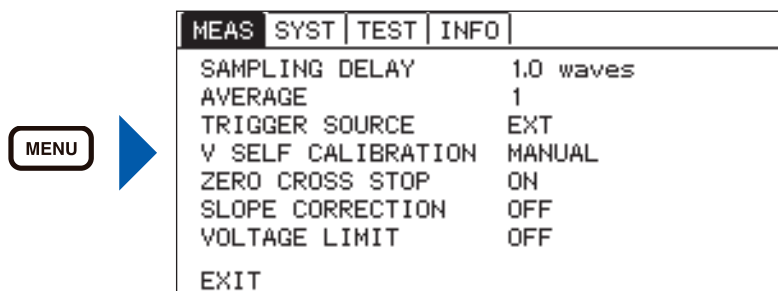 MENU
MEAS SYST TEST INFO
SAMPLING DELAY 1.0 waves
AVERAGE 1
TRIGGER SOURCE EXT
V SELF CALIBRATION MANUAL
ZERO CROSS STOP ON
SLOPE CORRECTION OFF
VOLTAGE LIMIT OFF
EXIT